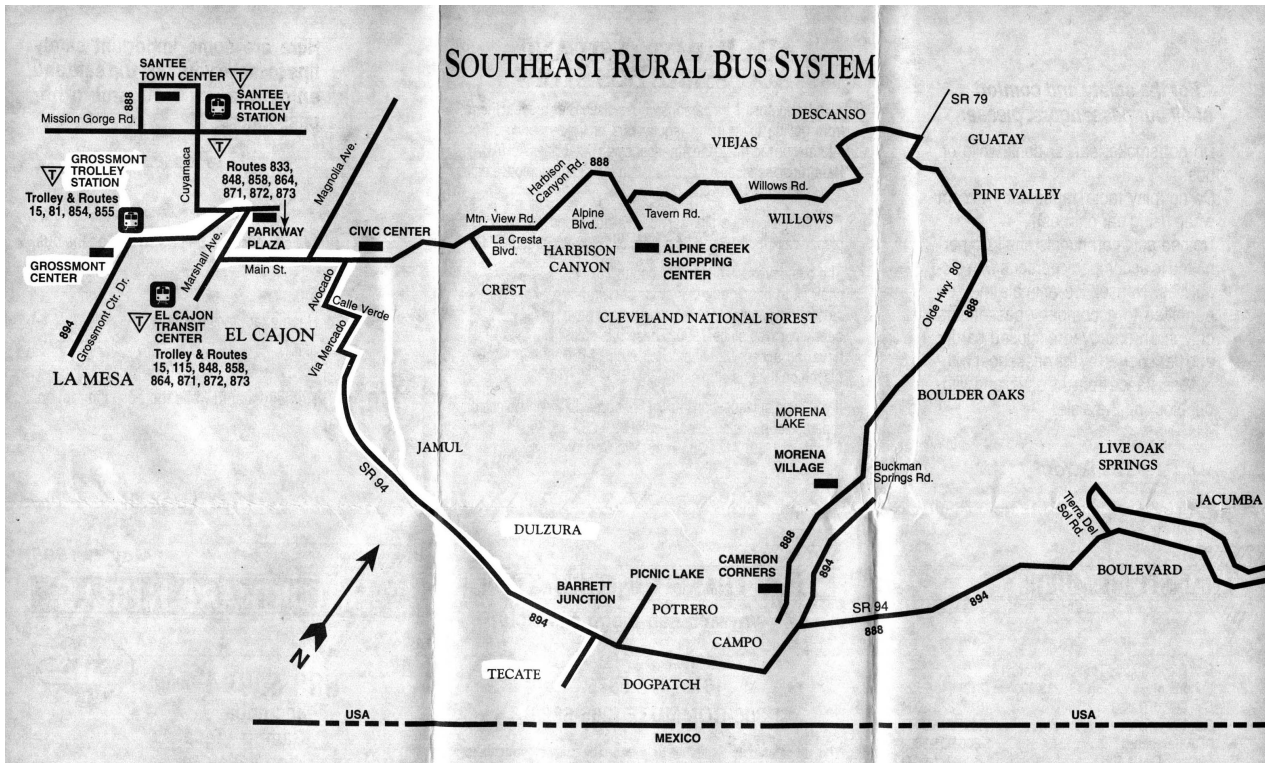 SOUTHEAST RURAL BUS SYSTEM
SANTEE
TOWN CENTER
T
888
SANTEE
TROLLEY
STATION
Mission Gorge Rd.
GROSSMONT
TROLLEY
STATION
T
Trolley & Routes
15, 81, 854, 855
Cuyamaca
T
Routes 833,
848, 858, 864,
871, 872, 873
PARKWAY
PLAZA
Magnolia Ave.
GROSSMONT
CENTER
Marshall Ave.
Main St.
CIVIC CENTER
894
Grossmont Ctr. Dr.
T
EL CAJON
TRANSIT
CENTER
Trolley & Routes
15, 115, 848, 858,
864, 871, 872, 873
LA MESA
EL CAJON
Avocado
Calle Verde
Via Mercado
Mtn. View Rd.
La Cresta
Blvd.
CREST
Harbison
Canyon Rd.
888
Alpine
Blvd.
HARBISON
CANYON
Tavern Rd.
ALPINE CREEK
SHOPPPING
CENTER
VIEJAS
Willows Rd.
WILLOWS
DESCANSO
SR 79
GUATAY
PINE VALLEY
CLEVELAND NATIONAL FOREST
Olde Hwy. 80
888
BOULDER OAKS
MORENA
LAKE
MORENA
VILLAGE
Buckman
Springs Rd.
JAMUL
SR 94
DULZURA
LIVE OAK
SPRINGS
JACUMBA
Tierra Del
Sol Rd.
BOULEVARD
888
894
CAMERON
CORNERS
PICNIC LAKE
BARRETT
JUNCTION
POTRERO
894
SR 94
888
894
CAMPO
TECATE
DOGPATCH
N
USA
USA
MEXICO